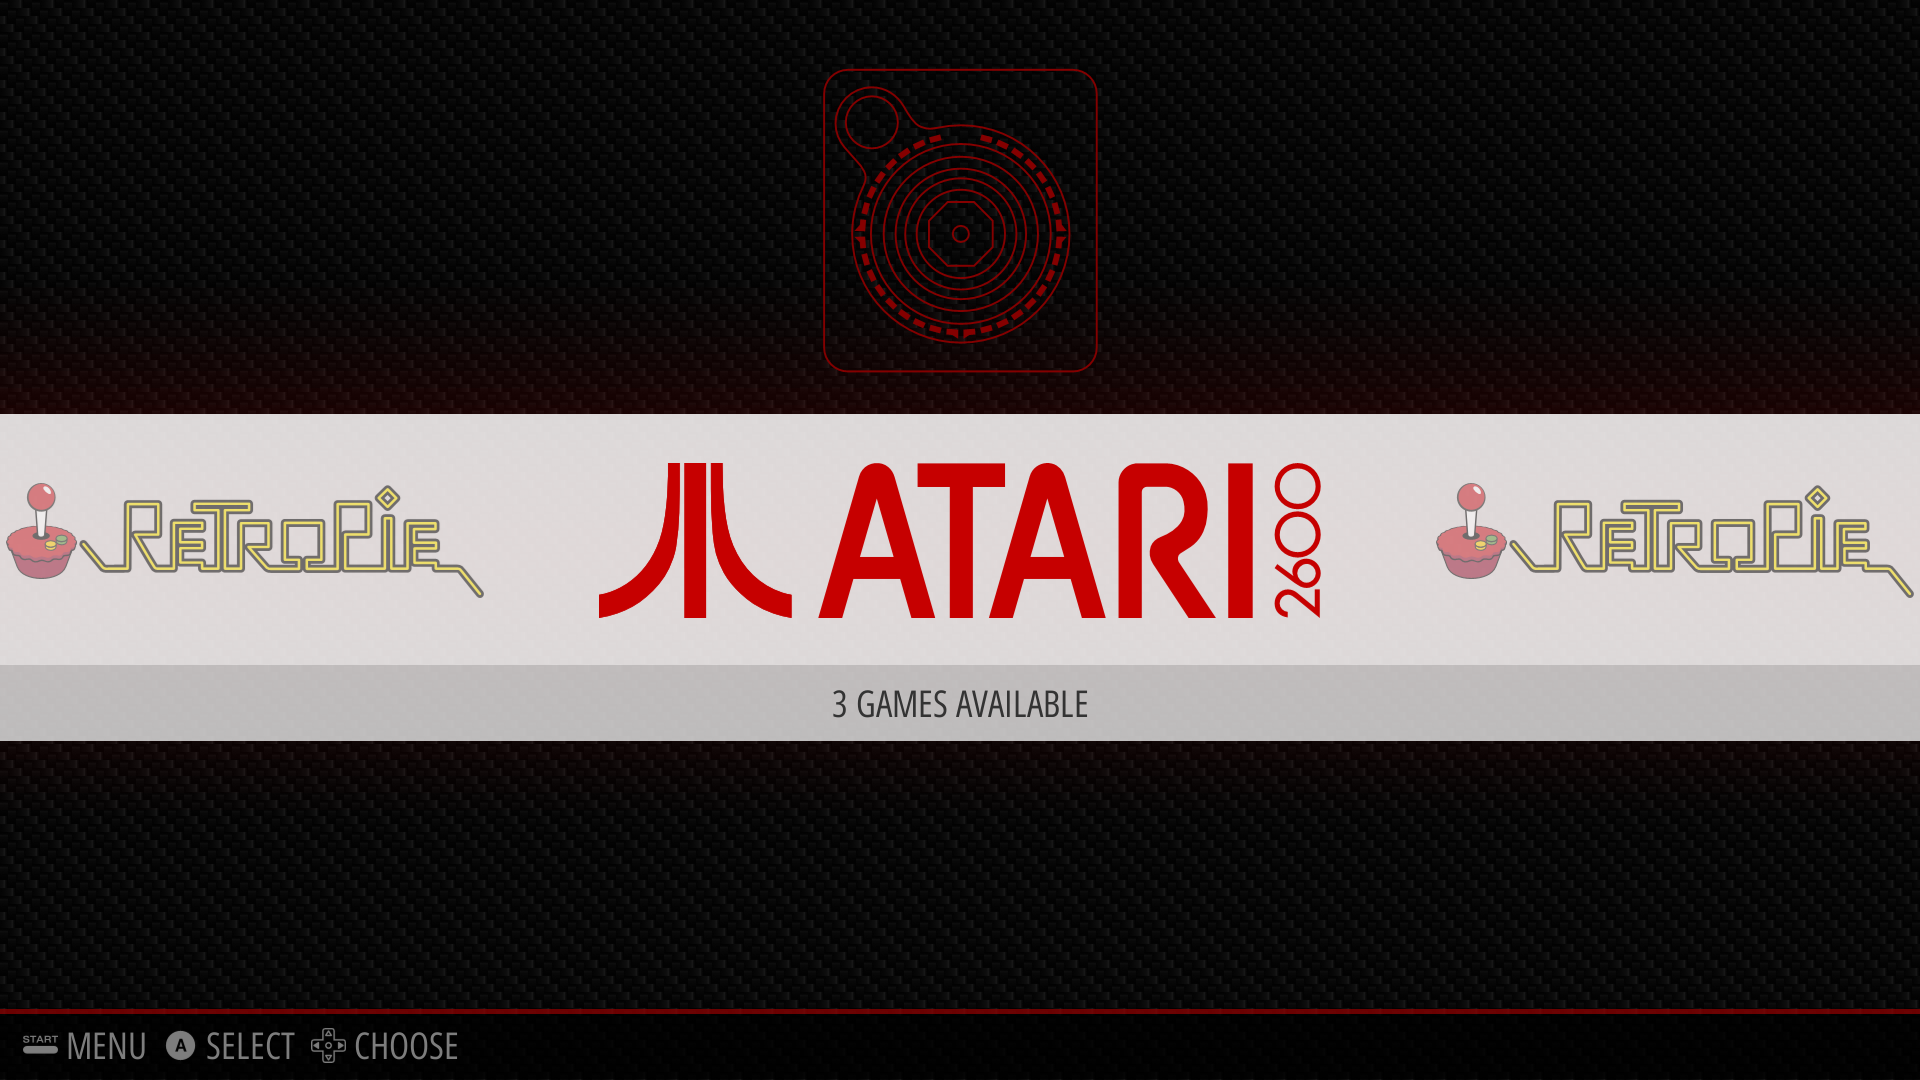 RETROPIE
ATARI 2600
RETROPIE
3 GAMES AVAILABLE
START MENU A SELECT CHOOSE